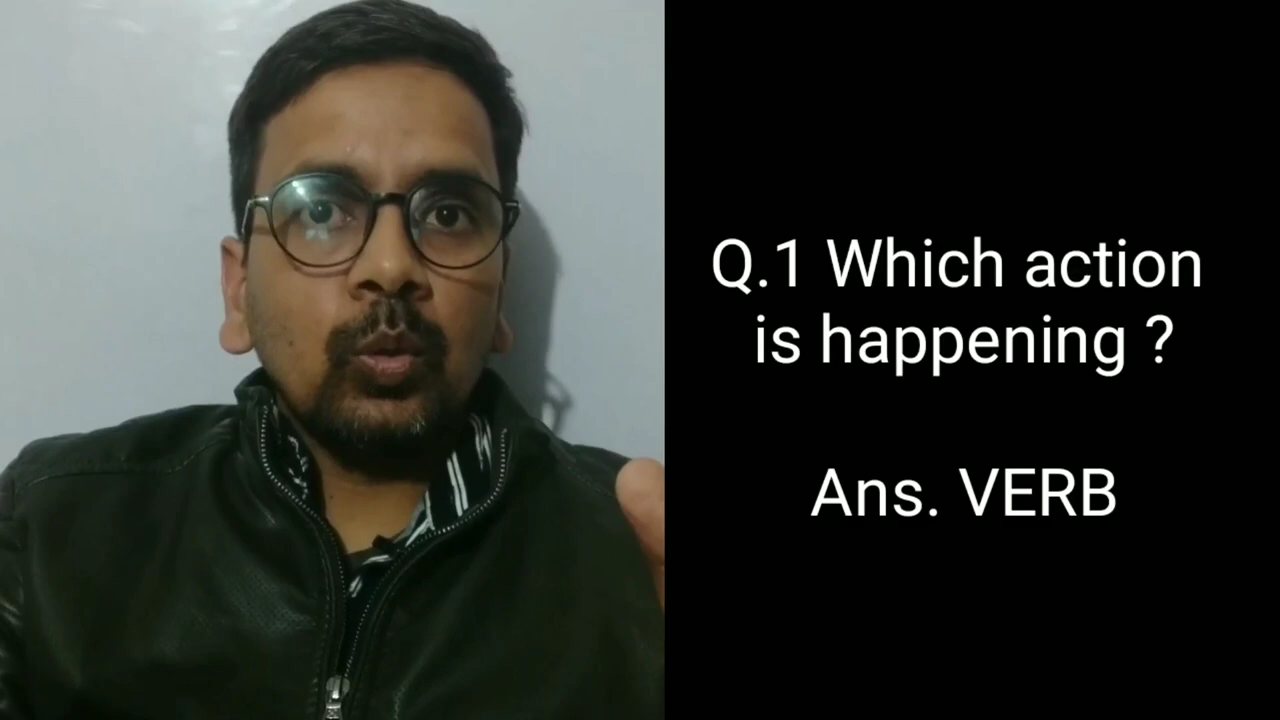 Q.1 Which action
is happening ?
Ans. VERB